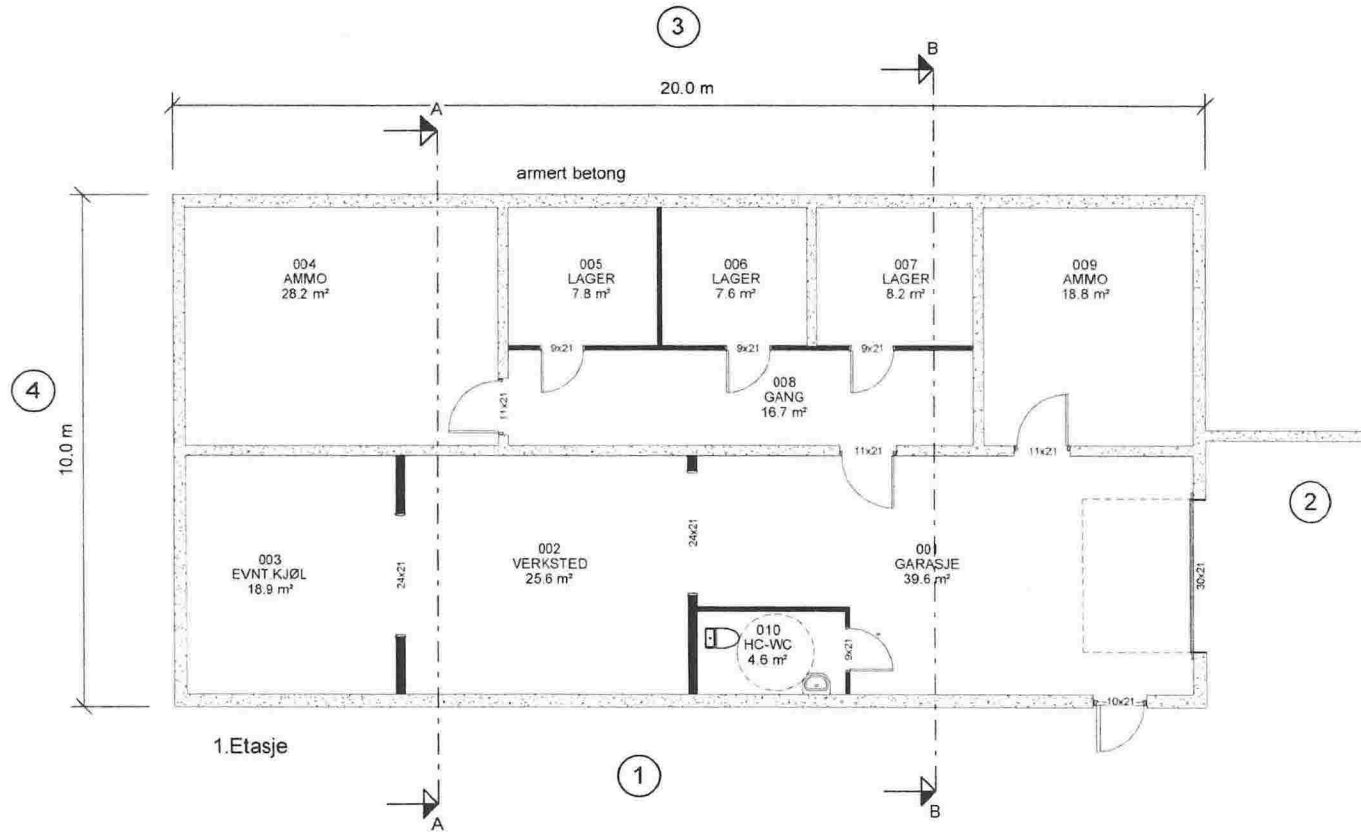 3
B
20.0 m
A
armert betong
004
AMMO
28.2 m²
005
LAGER
7.8 m²
006
LAGER
7.6 m²
007
LAGER
8.2 m²
009
AMMO
18.8 m²
9x21
9x21
9x21
4
10.0 m
11x21
008
GANG
16.7 m²
11x21
11x21
2
003
EVNT.KJØL
18.9 m²
24x21
002
VERKSTED
25.6 m²
24x21
001
GARASJE
39.6 m²
30x21
010
HC-WC
4.6 m²
9x21
10x21
1.Etasje
1
A
B